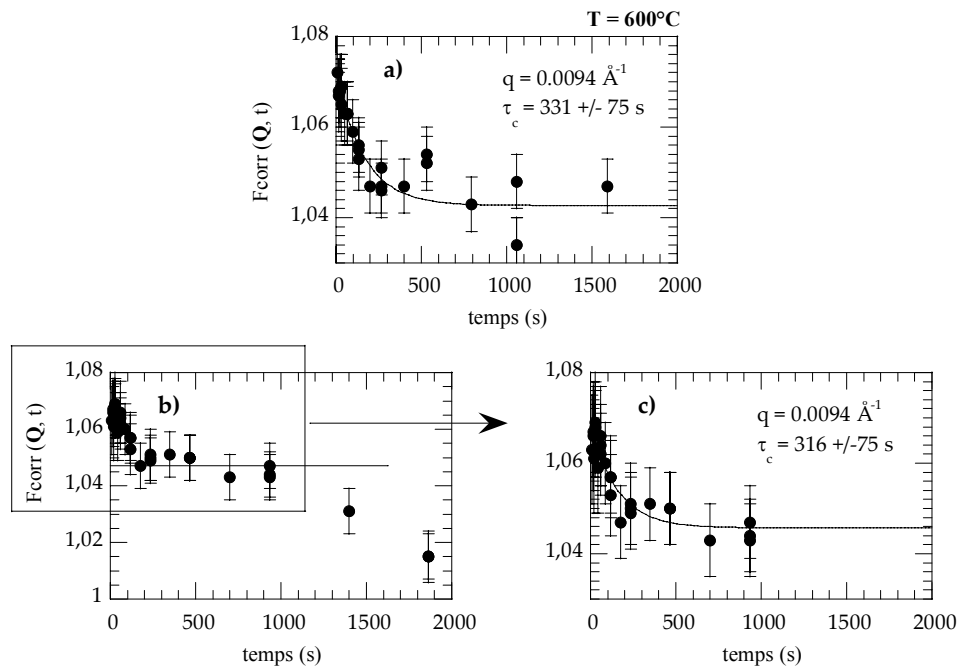 T = 600°C
a)
q = 0.0094 Å⁻¹
τc = 331 +/- 75 s
Fcorr (Q, t)
1,08
1,06
1,04
0 500 1000 1500 2000
temps (s)
b)
Fcorr (Q, t)
1,08
1,06
1,04
1,02
1
0 500 1000 1500 2000
temps (s)
c)
q = 0.0094 Å⁻¹
τc = 316 +/-75 s
1,08
1,06
1,04
0 500 1000 1500 2000
temps (s)